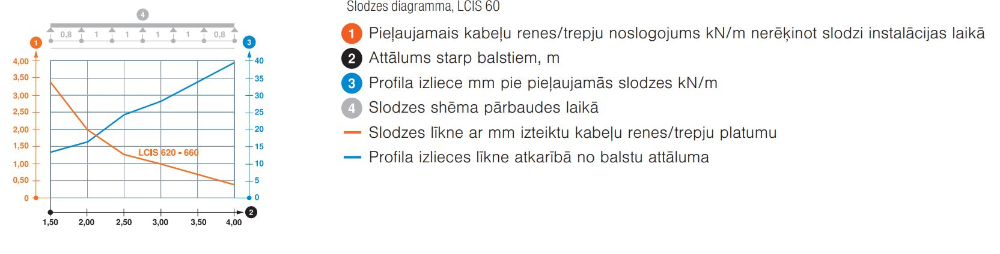 Slodzes diagramma, LCIS 60
4
0,8 1 1 1 1 0,8
1
3
4,00
3,50
3,00
2,50
2,00
1,50
1,00
0,50
0
40
35
30
25
20
15
10
5
0
LCIS 620 - 660
2
1,50 2,00 2,50 3,00 3,50 4,00
1 Pieļaujamais kabeļu renes/trepju noslogojums kN/m nerēķinot slodzi instalācijas laikā
2 Attālums starp balstiem, m
3 Profila izliece mm pie pieļaujamās slodzes kN/m
4 Slodzes shēma pārbaudes laikā
Slodzes līkne ar mm izteiktu kabeļu renes/trepju platumu
Profila izlieces līkne atkarībā no balstu attāluma